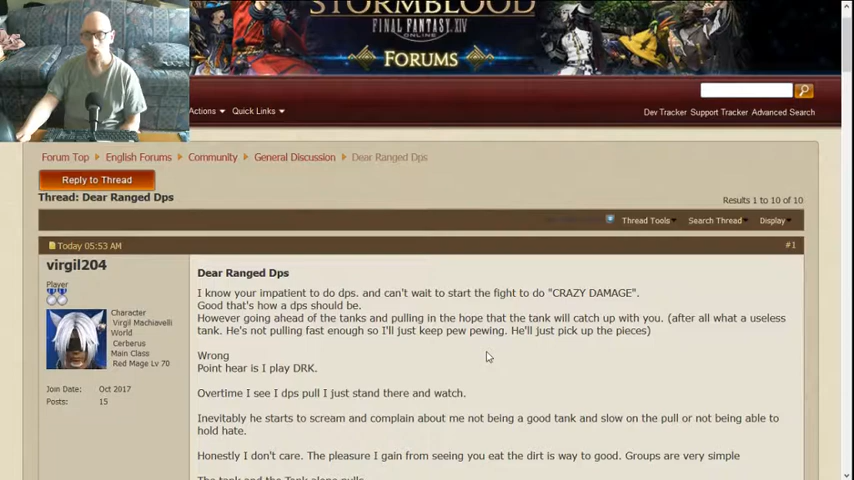 STORMBLOOD
FINAL FANTASY XIV
ONLINE
FORUMS
Actions Quick Links
Dev Tracker Support Tracker Advanced Search
Forum Top English Forums Community General Discussion Dear Ranged Dps
Reply to Thread
Thread: Dear Ranged Dps
Results 1 to 10 of 10
Thread Tools Search Thread Display
Today 05:53 AM
#1
virgil204
Player
Character
Virgil Machiavelli
World
Cerberus
Main Class
Red Mage Lv 70
Join Date: Oct 2017
Posts: 15
Dear Ranged Dps
I know your impatient to do dps. and can't wait to start the fight to do "CRAZY DAMAGE".
Good that's how a dps should be.
However going ahead of the tanks and pulling in the hope that the tank will catch up with you. (after all what a useless
tank. He's not pulling fast enough so I'll just keep pew pewing. He'll just pick up the pieces)
Wrong
Point hear is I play DRK.
Overtime I see I dps pull I just stand there and watch.
Inevitably he starts to scream and complain about me not being a good tank and slow on the pull or not being able to
hold hate.
Honestly I don't care. The pleasure I gain from seeing you eat the dirt is way to good. Groups are very simple
The tank and the Tank alone pulls